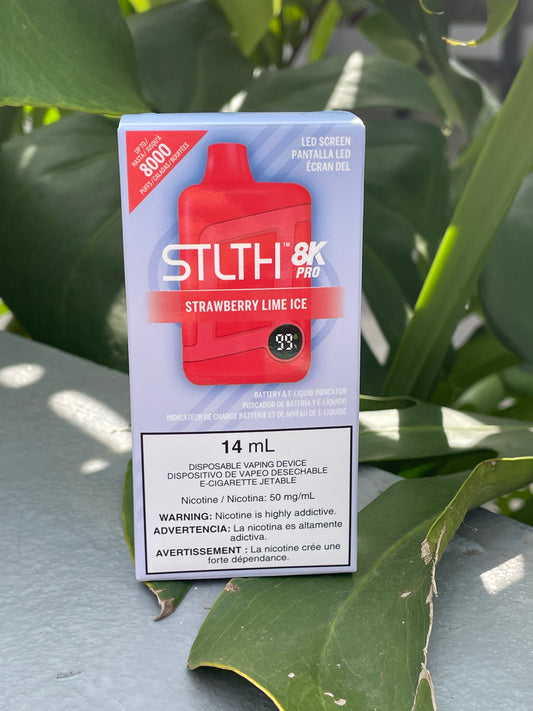 UP TO/
HASTA / JUSQU'À
8000
PUFFS / CALADAS / BOUFFÉES
LED SCREEN
PANTALLA LED
ÉCRAN DEL
STLTH™ 8K
PRO
STRAWBERRY LIME ICE
99
BATTERY & E-LIQUID INDICATOR
INDICADOR DE BATERÍA Y E-LÍQUIDO
INDICATEUR DE CHARGE BATTERIE ET DE NIVEAU DE E-LIQUIDE
14 mL
DISPOSABLE VAPING DEVICE
DISPOSITIVO DE VAPEO DESECHABLE
E-CIGARETTE JETABLE
Nicotine / Nicotina: 50 mg/mL
WARNING: Nicotine is highly addictive.
ADVERTENCIA: La nicotina es altamente
adictiva.
AVERTISSEMENT : La nicotine crée une
forte dépendance.